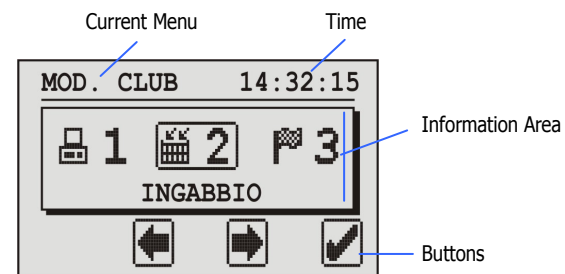 Current Menu Time
MOD. CLUB 14:32:15
1 2 3
Information Area
INGABBIO
Buttons